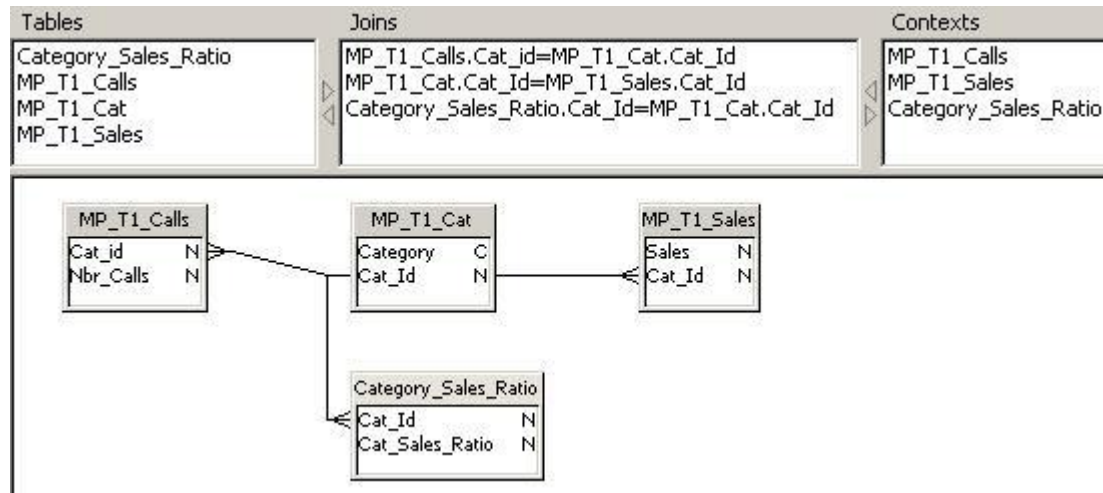 Tables
Joins
Contexts
Category_Sales_Ratio
MP_T1_Calls
MP_T1_Cat
MP_T1_Sales
MP_T1_Calls.Cat_id=MP_T1_Cat.Cat_Id
MP_T1_Cat.Cat_Id=MP_T1_Sales.Cat_Id
Category_Sales_Ratio.Cat_Id=MP_T1_Cat.Cat_Id
MP_T1_Calls
MP_T1_Sales
Category_Sales_Ratio
MP_T1_Calls
Cat_id N
Nbr_Calls N
MP_T1_Cat
Category C
Cat_Id N
MP_T1_Sales
Sales N
Cat_Id N
Category_Sales_Ratio
Cat_Id N
Cat_Sales_Ratio N